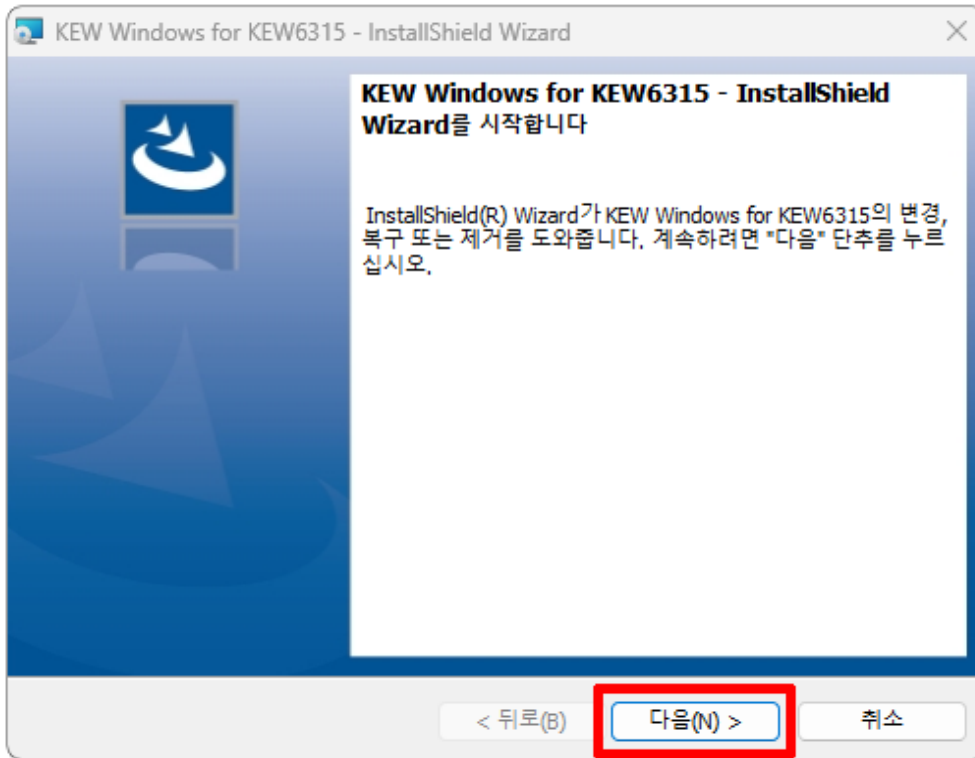 KEW Windows for KEW6315 - InstallShield Wizard
KEW Windows for KEW6315 - InstallShield
Wizard를 시작합니다
InstallShield(R) Wizard가 KEW Windows for KEW6315의 변경,
복구 또는 제거를 도와줍니다. 계속하려면 "다음" 단추를 누르
십시오.
< 뒤로(B) 다음(N) > 취소